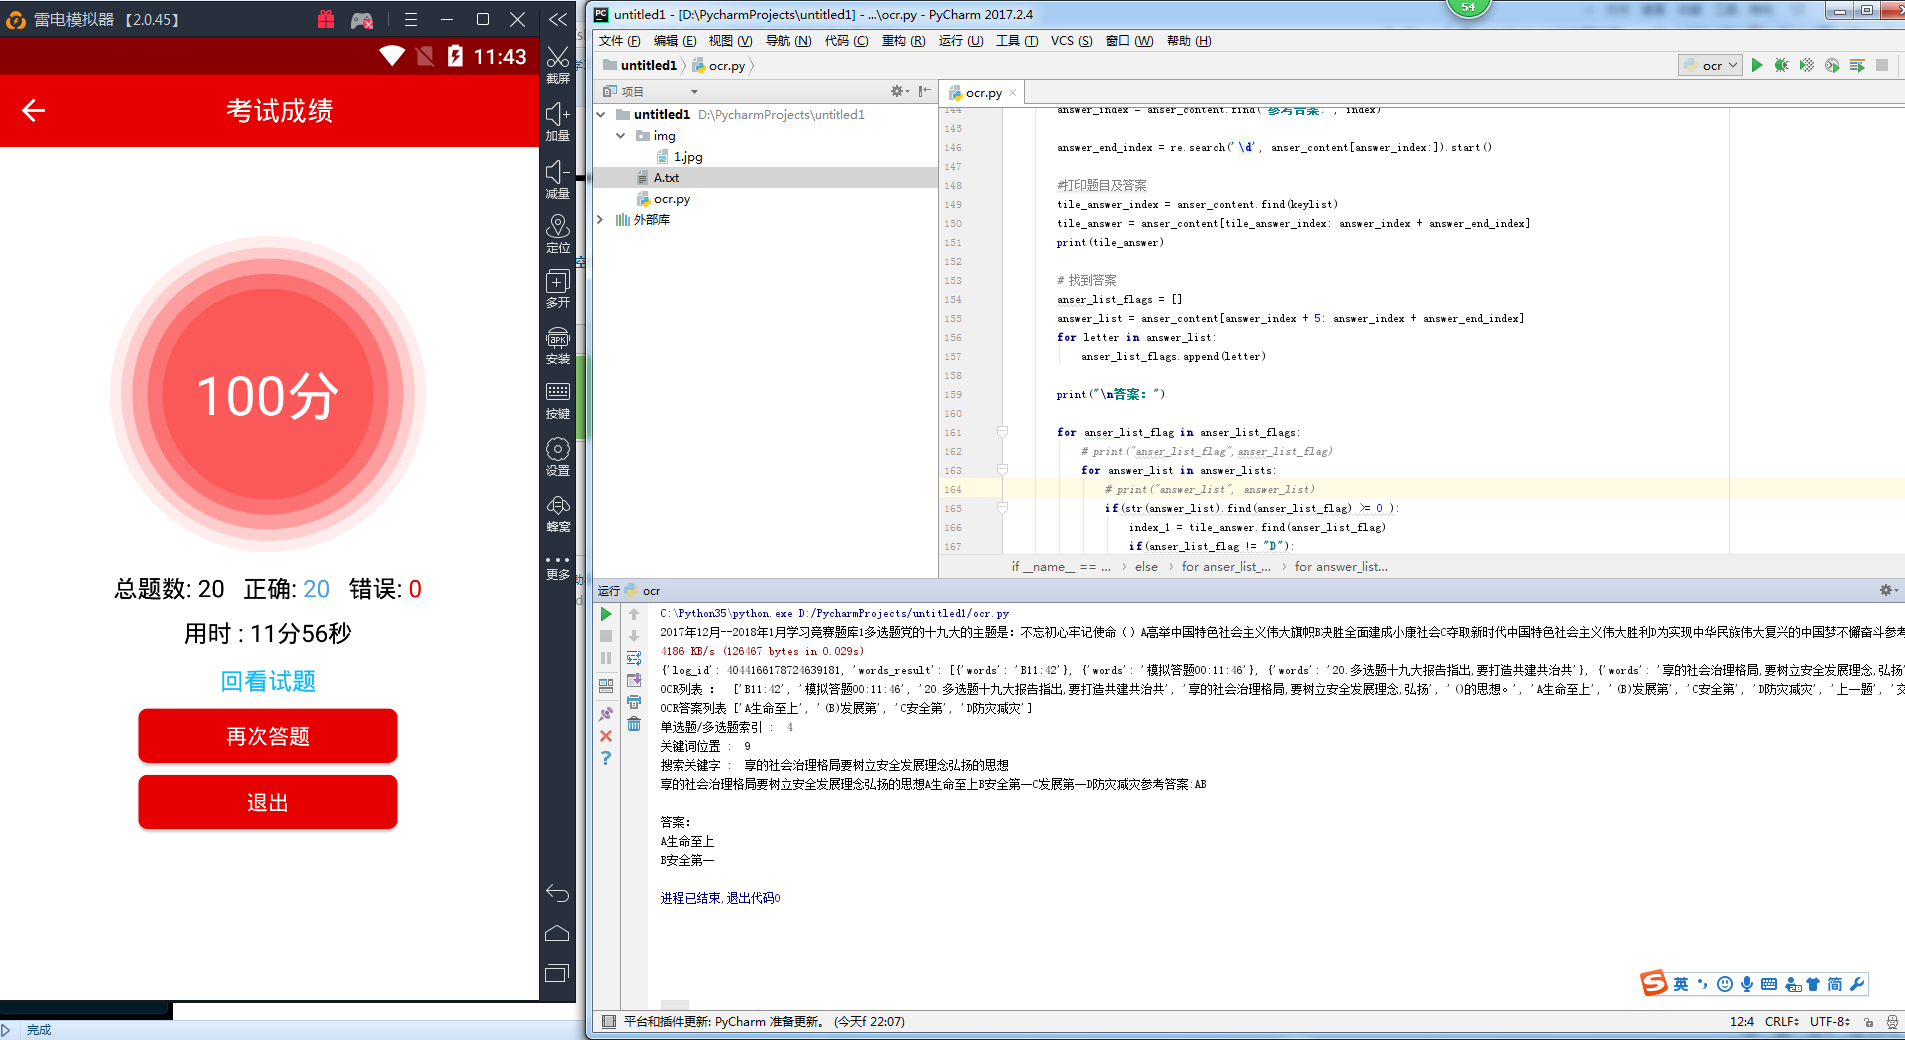 雷电模拟器 【2.0.45】
11:43
考试成绩
100分
总题数: 20 正确: 20 错误: 0
用时 : 11分56秒
回看试题
再次答题
退出
截屏
加量
减量
定位
多开
安装
按键
设置
蜂窝
更多
完成
54
untitled1 - [D:\PycharmProjects\untitled1] - ...\ocr.py - PyCharm 2017.2.4
文件 (F) 编辑 (E) 视图 (V) 导航 (N) 代码 (C) 重构 (R) 运行 (U) 工具 (T) VCS (S) 窗口 (W) 帮助 (H)
untitled1 ocr.py
ocr
项目
ocr.py
untitled1 D:\PycharmProjects\untitled1
img
1.jpg
A.txt
ocr.py
外部库
144 answer_index = anser_content.find('参考答案:', index)
145
146 answer_end_index = re.search('\d', anser_content[answer_index:]).start()
147
148 #打印题目及答案
149 tile_answer_index = anser_content.find(keylist)
150 tile_answer = anser_content[tile_answer_index: answer_index + answer_end_index]
151 print(tile_answer)
152
153 # 找到答案
154 anser_list_flags = []
155 answer_list = anser_content[answer_index + 5: answer_index + answer_end_index]
156 for letter in answer_list:
157 anser_list_flags.append(letter)
158
159 print("\n答案：")
160
161 for anser_list_flag in anser_list_flags:
162 # print("anser_list_flag",anser_list_flag)
163 for answer_list in answer_lists:
164 # print("answer_list", answer_list)
165 if(str(answer_list).find(anser_list_flag) >= 0 ):
166 index_1 = tile_answer.find(anser_list_flag)
167 if(anser_list_flag != "D"):
if __name__ == ... › else › for anser_list_... › for answer_list...
运行 ocr
C:\Python35\python.exe D:/PycharmProjects/untitled1/ocr.py
2017年12月--2018年1月学习竟赛题库1多选题党的十九大的主题是：不忘初心牢记使命（）A高举中国特色社会主义伟大旗帜B决胜全面建成小康社会C夺取新时代中国特色社会主义伟大胜利D为实现中华民族伟大复兴的中国梦不懈奋斗参考
4186 KB/s (126467 bytes in 0.029s)
{'log_id': 4044166178724639181, 'words_result': [{'words': 'B11:42'}, {'words': '模拟答题00:11:46'}, {'words': '20.多选题十九大报告指出,要打造共建共治共'}, {'words': '享的社会治理格局,要树立安全发展理念,弘扬'
OCR列表 ： ['B11:42', '模拟答题00:11:46', '20.多选题十九大报告指出,要打造共建共治共', '享的社会治理格局,要树立安全发展理念,弘扬', '()的思想。', 'A生命至上', '(B)发展第', 'C安全第', 'D防灾减灾', '上一题', '交
OCR答案列表 ['A生命至上', '(B)发展第', 'C安全第', 'D防灾减灾']
单选题/多选题索引 ： 4
关键词位置 ： 9
搜索关键字 ： 享的社会治理格局要树立安全发展理念弘扬的思想
享的社会治理格局要树立安全发展理念弘扬的思想A生命至上B安全第一C发展第一D防灾减灾参考答案:AB
答案：
A生命至上
B安全第一
进程已结束,退出代码0
英 简
平台和插件更新: PyCharm 准备更新。 (今天f 22:07)
12:4 CRLF UTF-8